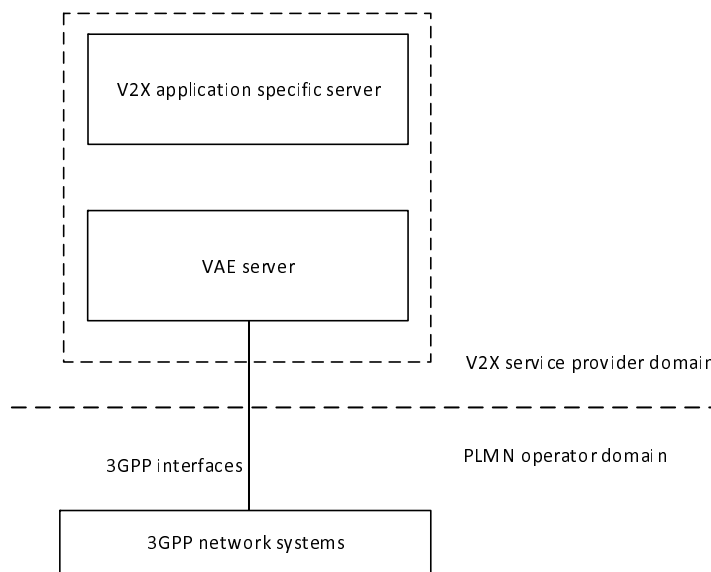 V2X application specific server
VAE server
V2X service provider domain
3GPP interfaces
PLMN operator domain
3GPP network systems